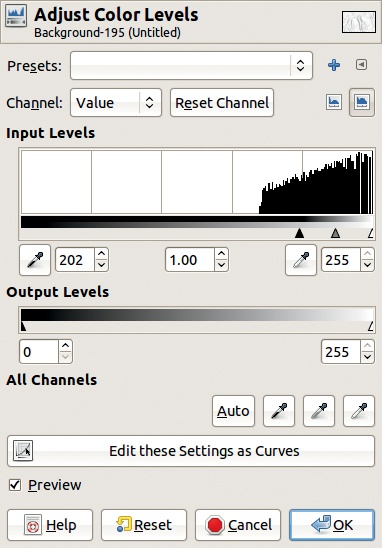 Adjust Color Levels
Background-195 (Untitled)
Presets:
Channel: Value Reset Channel
Input Levels
202 1.00 255
Output Levels
0 255
All Channels
Auto
Edit these Settings as Curves
Preview
Help Reset Cancel OK